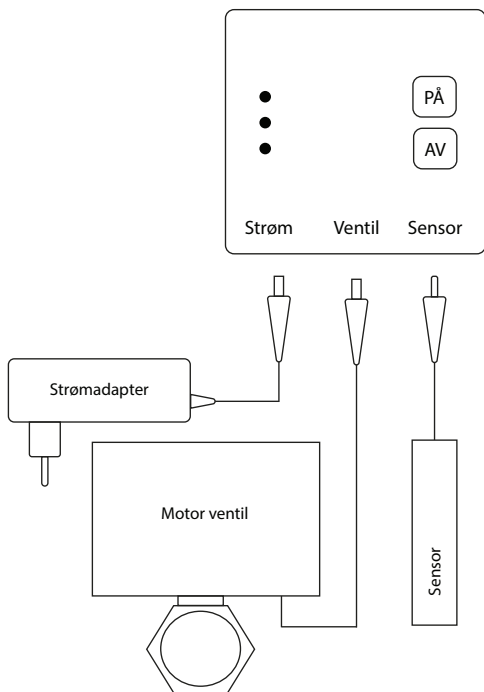 PÅ
AV
Strøm Ventil Sensor
Strømadapter
Motor ventil
Sensor